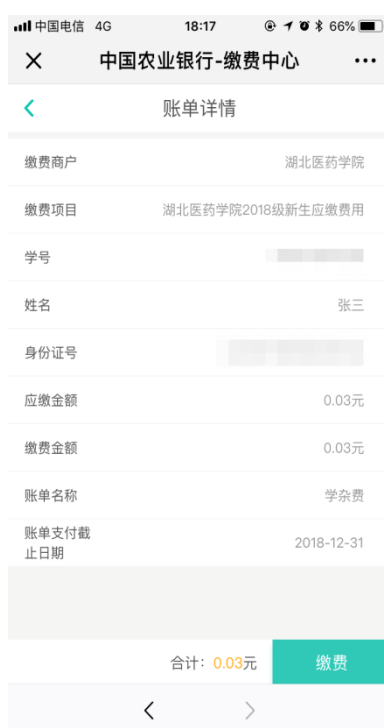 中国电信 4G 18:17 66%
中国农业银行-缴费中心
账单详情
缴费商户 湖北医药学院
缴费项目 湖北医药学院2018级新生应缴费用
学号
姓名 张三
身份证号
应缴金额 0.03元
缴费金额 0.03元
账单名称 学杂费
账单支付截
止日期 2018-12-31
合计：0.03元 缴费